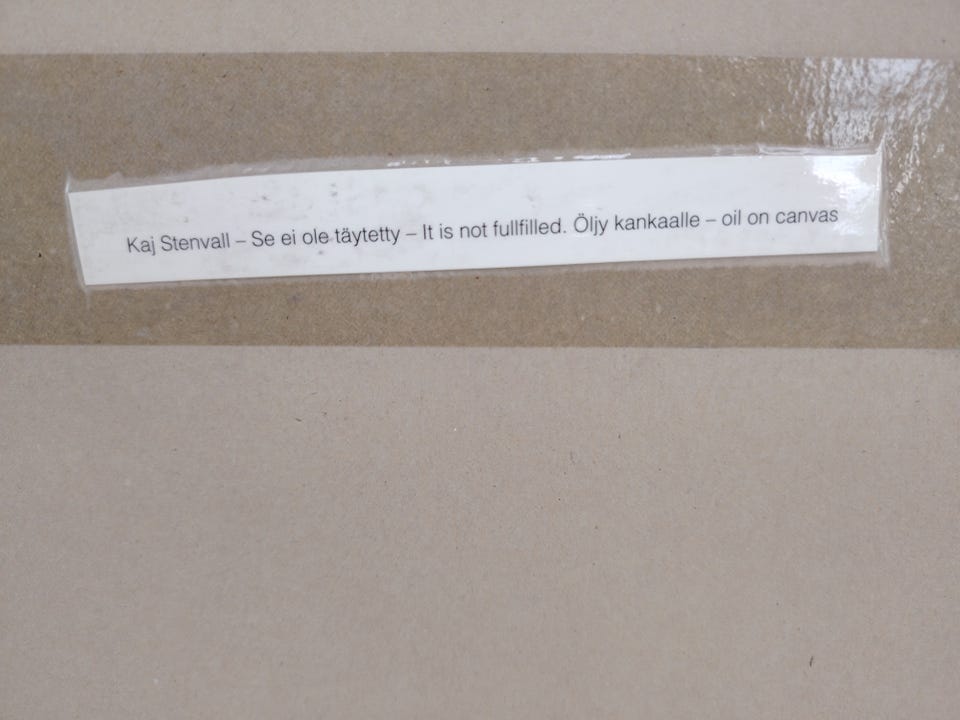 Kaj Stenvall – Se ei ole täytetty – It is not fullfilled. Öljy kankaalle – oil on canvas